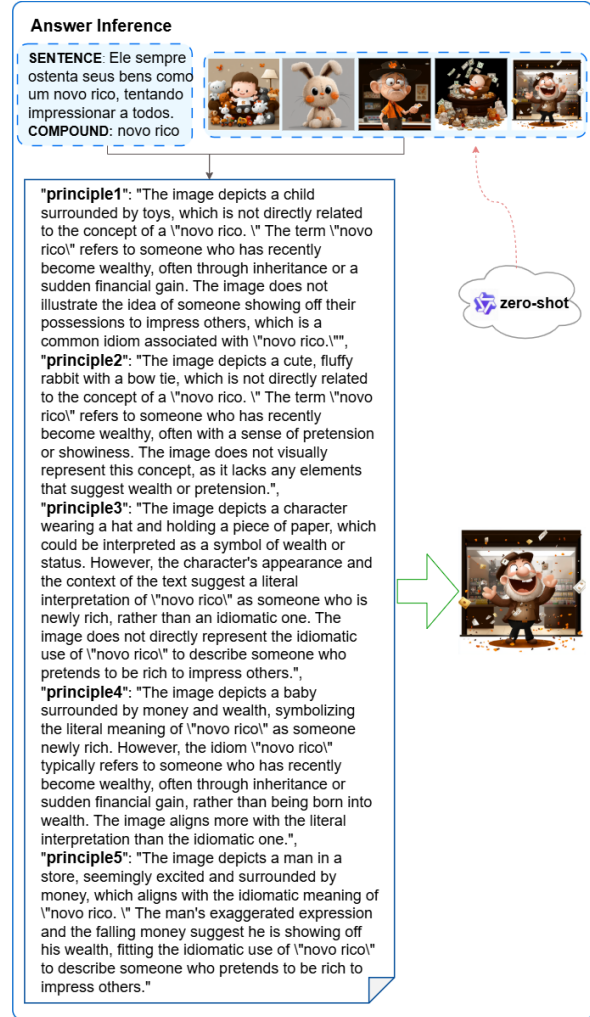 Answer Inference
SENTENCE: Ele sempre
ostenta seus bens como
um novo rico, tentando
impressionar a todos.
COMPOUND: novo rico
"principle1": "The image depicts a child
surrounded by toys, which is not directly related
to the concept of a \"novo rico. \" The term \"novo
rico\" refers to someone who has recently
become wealthy, often through inheritance or a
sudden financial gain. The image does not
illustrate the idea of someone showing off their
possessions to impress others, which is a
common idiom associated with \"novo rico.\"",
"principle2": "The image depicts a cute, fluffy
rabbit with a bow tie, which is not directly related
to the concept of a \"novo rico. \" The term \"novo
rico\" refers to someone who has recently
become wealthy, often with a sense of pretension
or showiness. The image does not visually
represent this concept, as it lacks any elements
that suggest wealth or pretension.",
"principle3": "The image depicts a character
wearing a hat and holding a piece of paper, which
could be interpreted as a symbol of wealth or
status. However, the character's appearance and
the context of the text suggest a literal
interpretation of \"novo rico\" as someone who is
newly rich, rather than an idiomatic one. The
image does not directly represent the idiomatic
use of \"novo rico\" to describe someone who
pretends to be rich to impress others.",
"principle4": "The image depicts a baby
surrounded by money and wealth, symbolizing
the literal meaning of \"novo rico\" as someone
newly rich. However, the idiom \"novo rico\"
typically refers to someone who has recently
become wealthy, often through inheritance or
sudden financial gain, rather than being born into
wealth. The image aligns more with the literal
interpretation than the idiomatic one.",
"principle5": "The image depicts a man in a
store, seemingly excited and surrounded by
money, which aligns with the idiomatic meaning of
\"novo rico. \" The man's exaggerated expression
and the falling money suggest he is showing off
his wealth, fitting the idiomatic use of \"novo rico\"
to describe someone who pretends to be rich to
impress others."
zero-shot